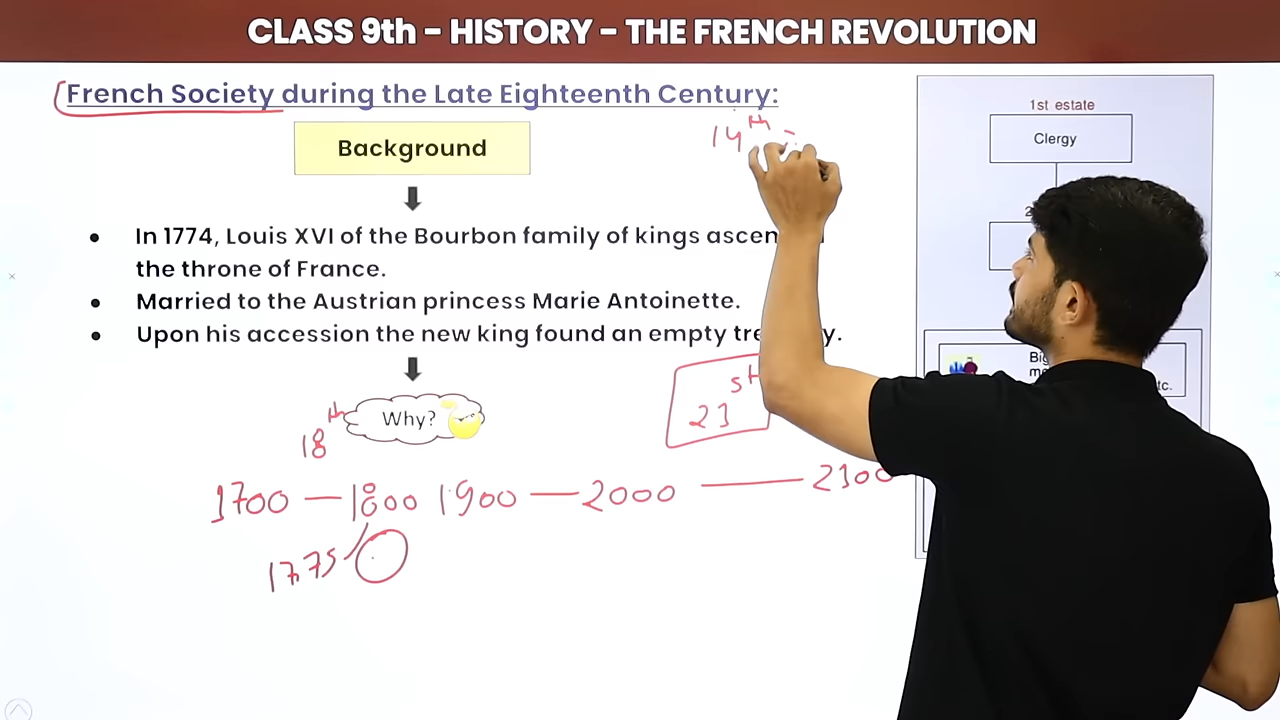 CLASS 9th – HISTORY – THE FRENCH REVOLUTION
French Society during the Late Eighteenth Century:
1st estate
14th =
Clergy
Background
• In 1774, Louis XVI of the Bourbon family of kings
the throne of France.
• Married to the Austrian princess Marie Antoinette.
• Upon his accession the new king found an empty
21st
etc.
Why?
18th
1700 — 1800 1900 — 2000 — 2100
1775